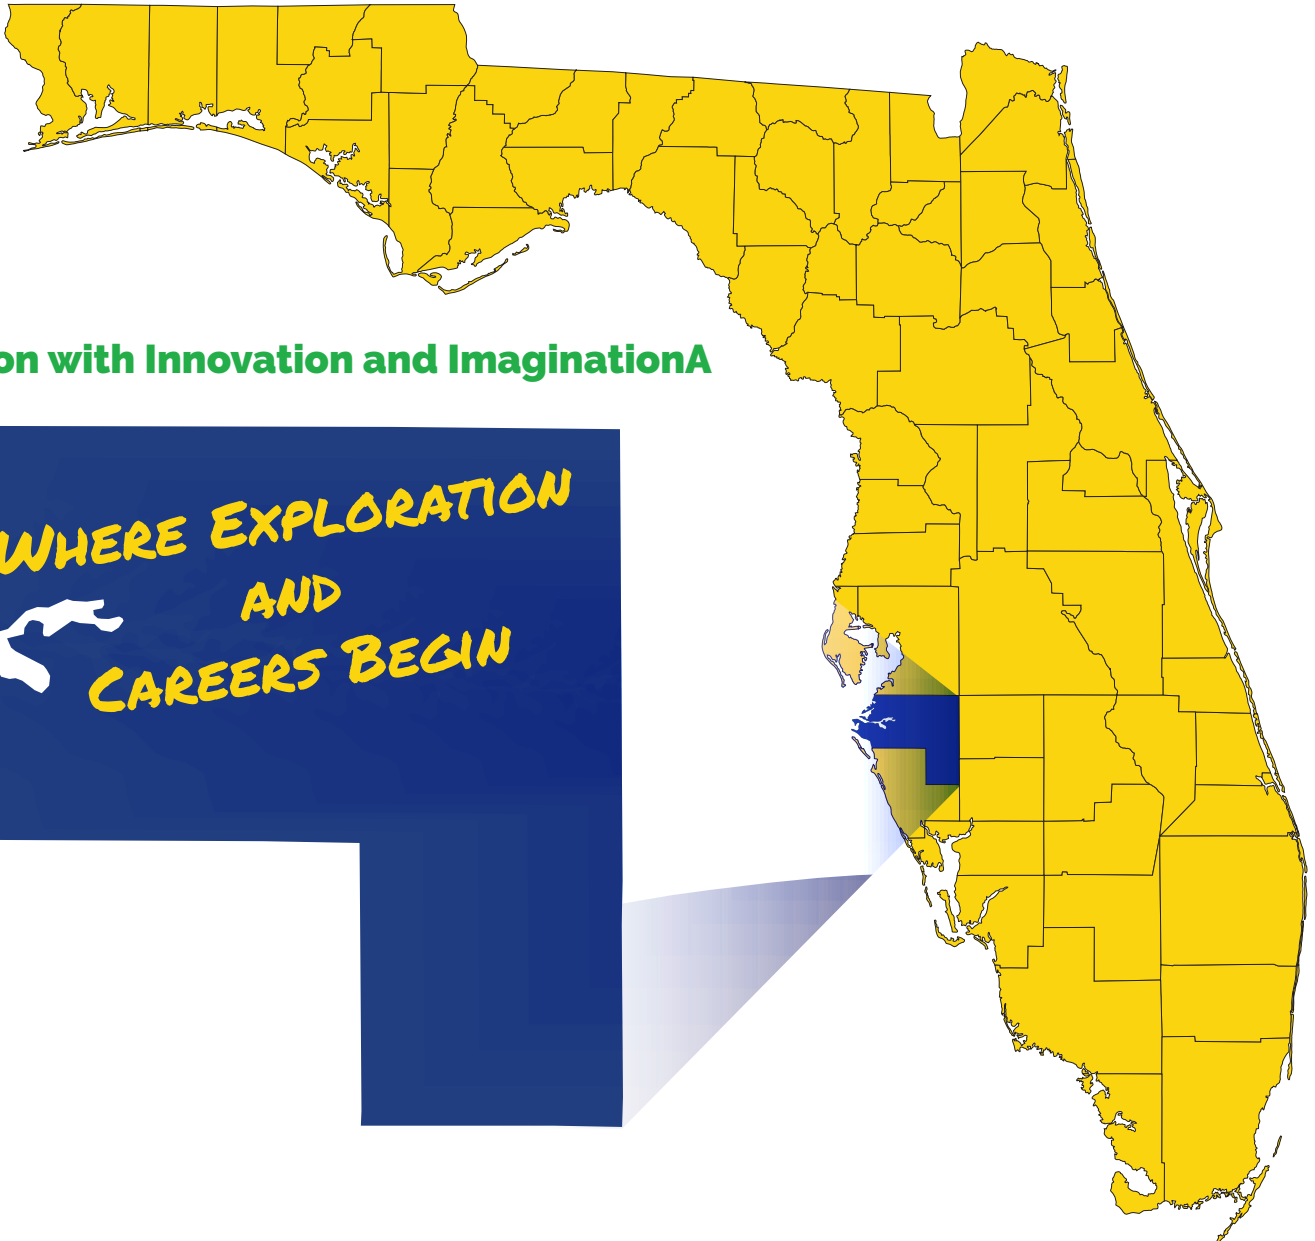 on with Innovation and ImaginationA
Where Exploration
and
Careers Begin